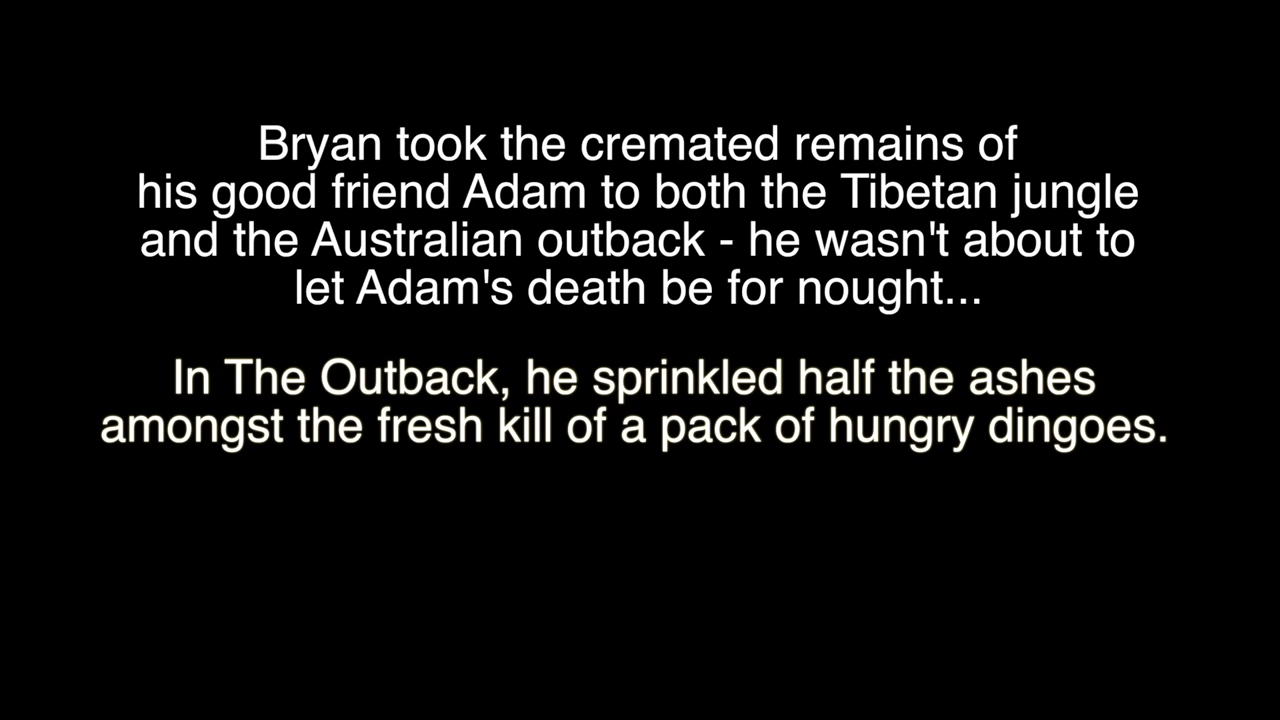 Bryan took the cremated remains of
his good friend Adam to both the Tibetan jungle
and the Australian outback - he wasn't about to
let Adam's death be for nought...
In The Outback, he sprinkled half the ashes
amongst the fresh kill of a pack of hungry dingoes.